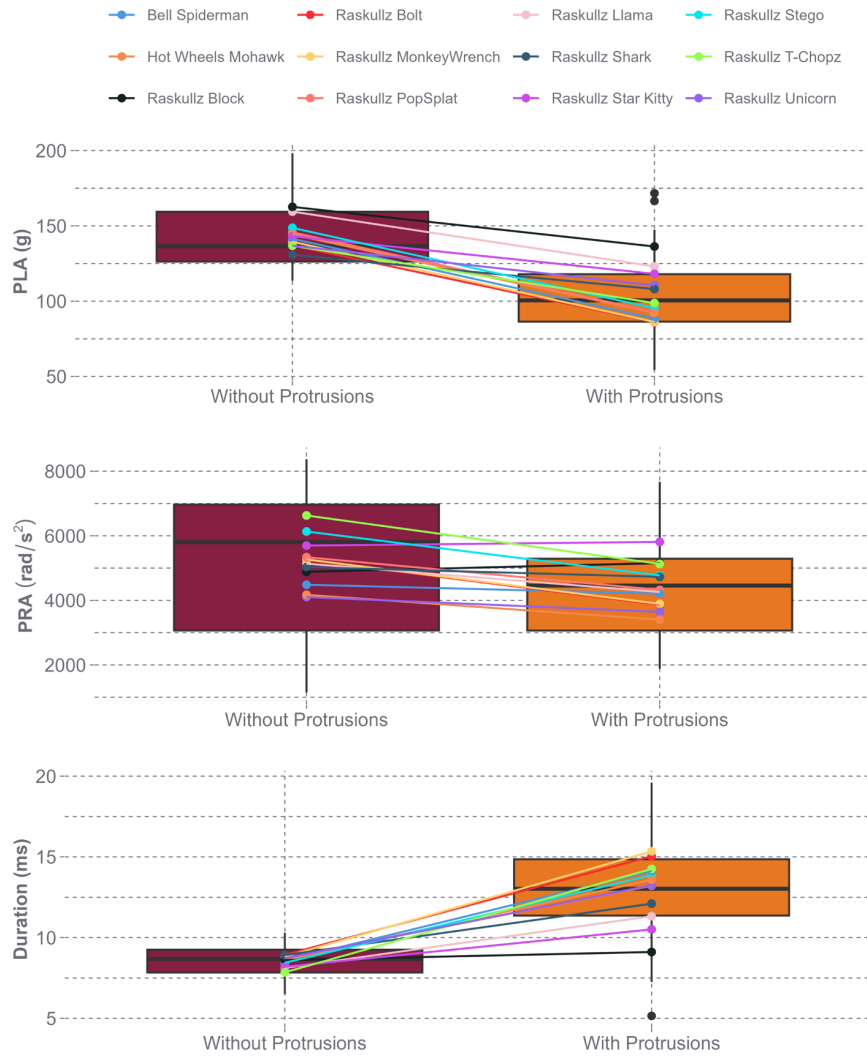 Bell Spiderman Raskullz Bolt Raskullz Llama Raskullz Stego
Hot Wheels Mohawk Raskullz MonkeyWrench Raskullz Shark Raskullz T-Chopz
Raskullz Block Raskullz PopSplat Raskullz Star Kitty Raskullz Unicorn
PLA (g)
200
150
100
50
Without Protrusions With Protrusions
PRA (rad/s²)
8000
6000
4000
2000
Without Protrusions With Protrusions
Duration (ms)
20
15
10
5
Without Protrusions With Protrusions